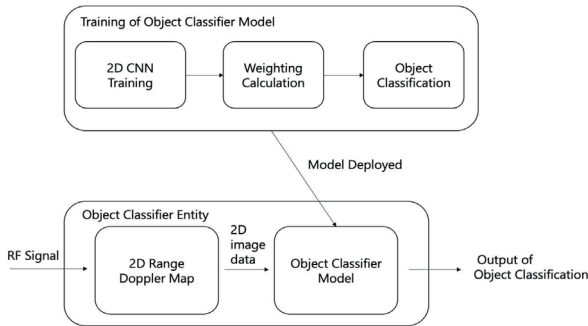 Training of Object Classifier Model
2D CNN
Training
Weighting
Calculation
Object
Classification
Model Deployed
Object Classifier Entity
RF Signal
2D Range
Doppler Map
2D
image
data
Object Classifier
Model
Output of
Object Classification